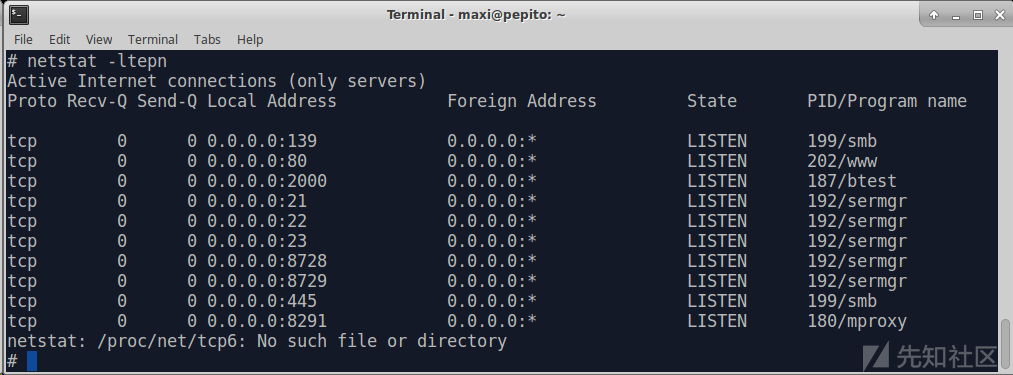 Terminal - maxi@pepito: ~
File Edit View Terminal Tabs Help
# netstat -ltepn
Active Internet connections (only servers)
Proto Recv-Q Send-Q Local Address Foreign Address State PID/Program name
tcp 0 0 0.0.0.0:139 0.0.0.0:* LISTEN 199/smb
tcp 0 0 0.0.0.0:80 0.0.0.0:* LISTEN 202/www
tcp 0 0 0.0.0.0:2000 0.0.0.0:* LISTEN 187/btest
tcp 0 0 0.0.0.0:21 0.0.0.0:* LISTEN 192/sermgr
tcp 0 0 0.0.0.0:22 0.0.0.0:* LISTEN 192/sermgr
tcp 0 0 0.0.0.0:23 0.0.0.0:* LISTEN 192/sermgr
tcp 0 0 0.0.0.0:8728 0.0.0.0:* LISTEN 192/sermgr
tcp 0 0 0.0.0.0:8729 0.0.0.0:* LISTEN 192/sermgr
tcp 0 0 0.0.0.0:445 0.0.0.0:* LISTEN 199/smb
tcp 0 0 0.0.0.0:8291 0.0.0.0:* LISTEN 180/mproxy
netstat: /proc/net/tcp6: No such file or directory
#
先知社区